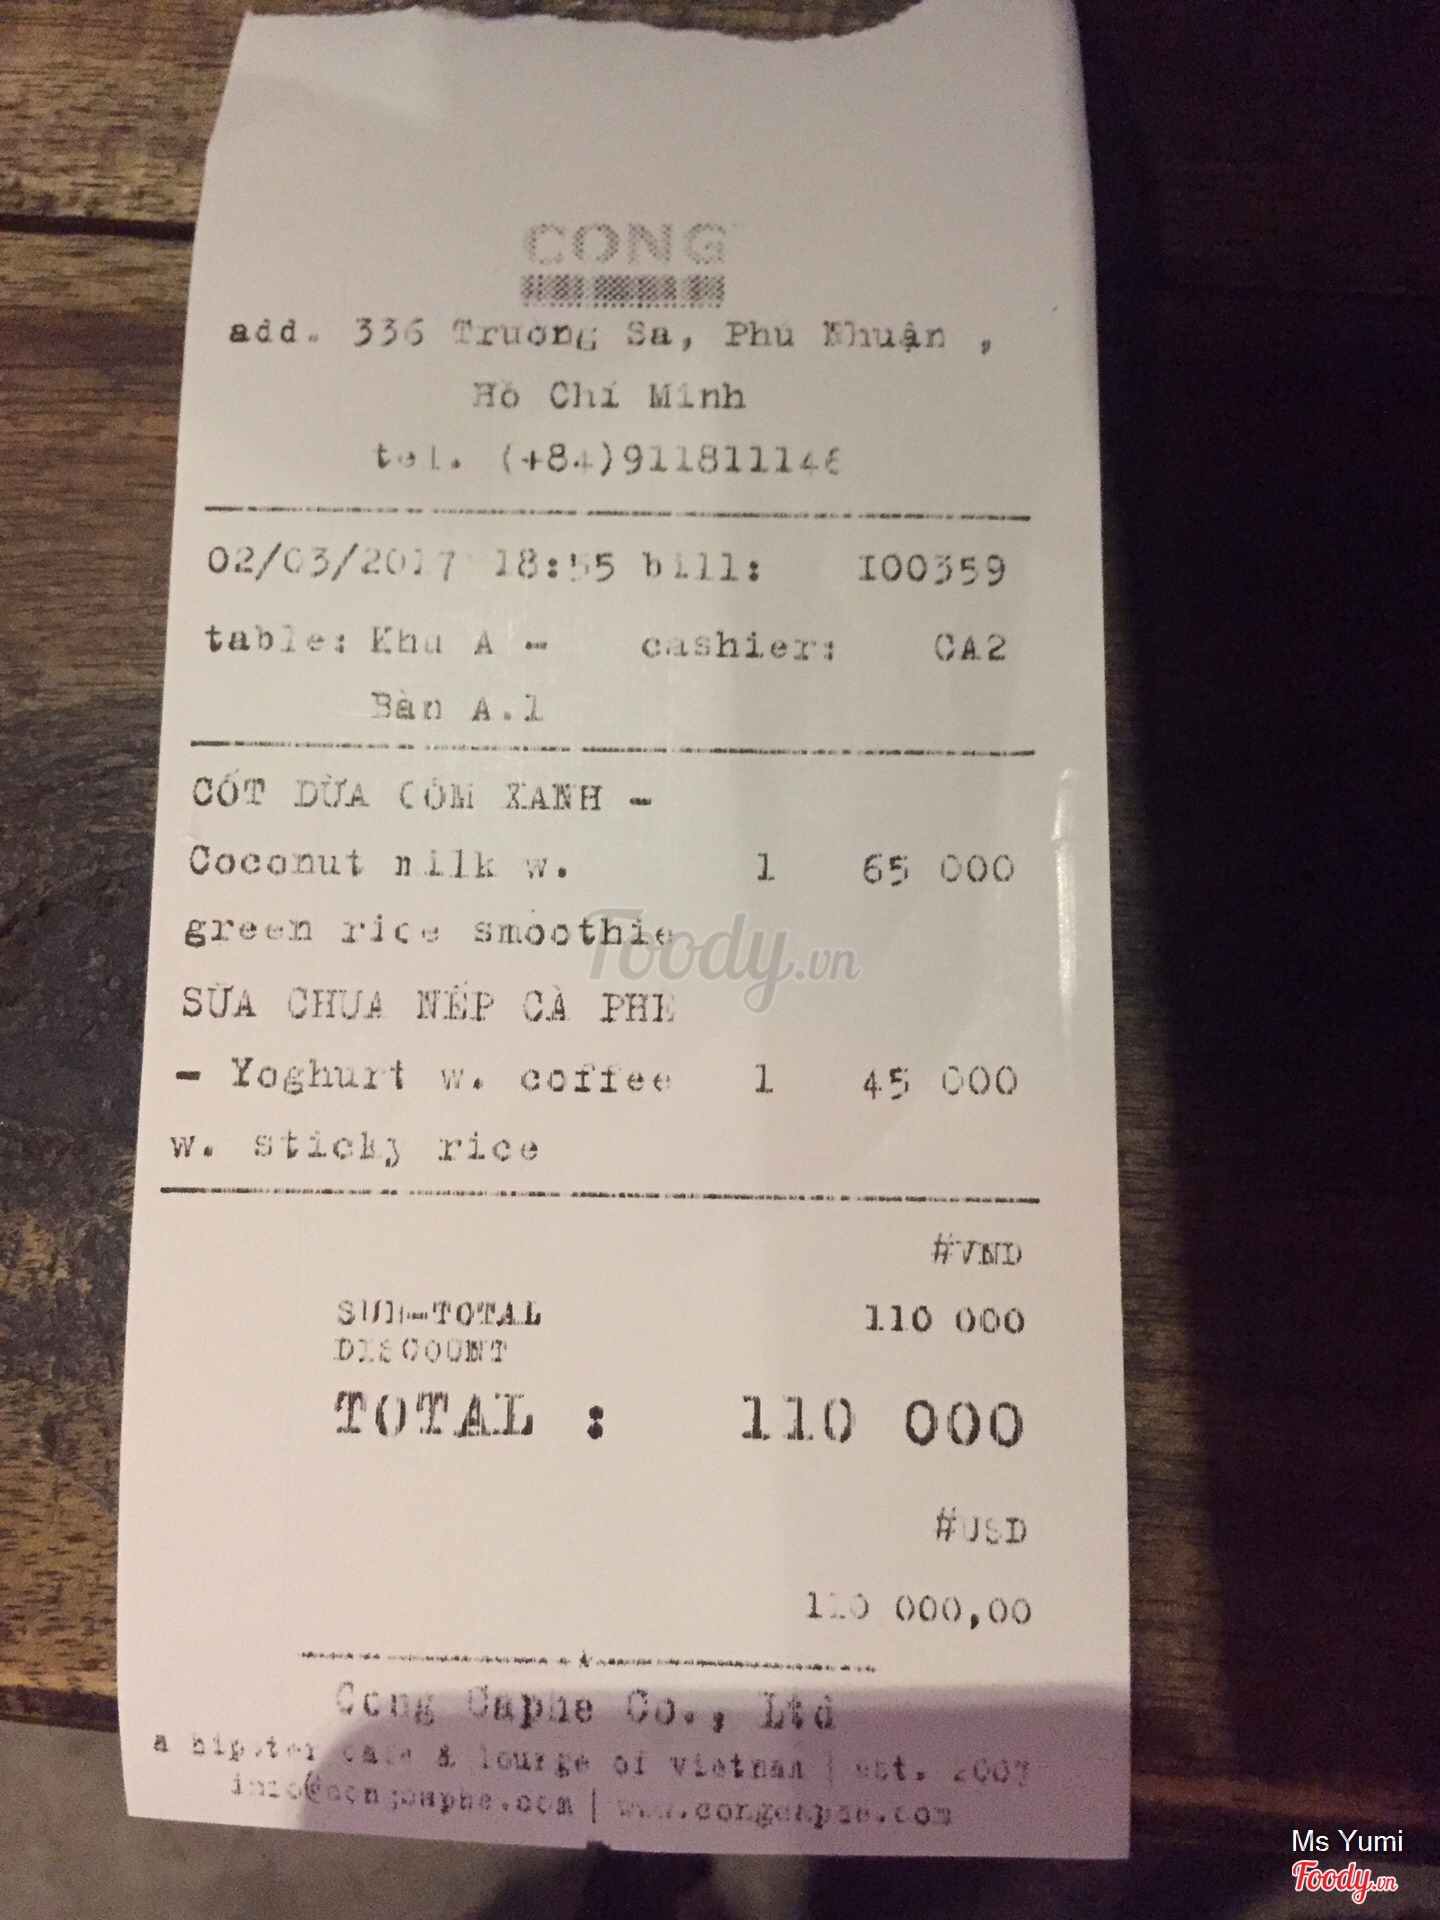 CONG
add. 336 Trường Sa, Phú Nhuận ,
Hồ Chí Minh
tel. (+84)911811146
02/03/2017 18:55 bill: I00359
table: Khu A - cashier: CA2
Bàn A.1
CỐT DỪA CỐM XANH -
Coconut milk w. 1 65 000
green rice smoothie
SỮA CHUA NẾP CÀ PHÊ
- Yoghurt w. coffee 1 45 000
w. sticky rice
#VND
SUB-TOTAL 110 000
DISCOUNT
TOTAL : 110 000
#USD
110 000,00
Cong Caphe Co., Ltd
a hipster cafe & lounge of vietnam | est. 2007
info@congcaphe.com | www.congcaphe.com
Foody.vn
Ms Yumi
Foody.vn